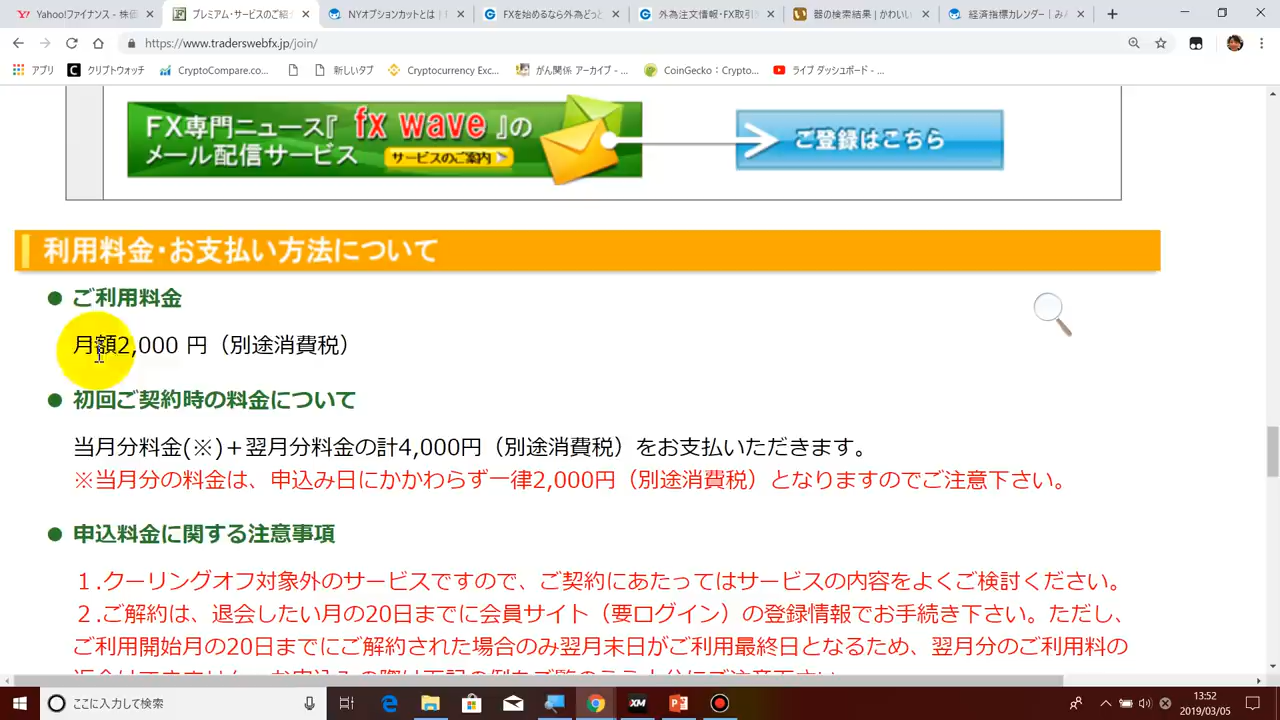 Yahoo!ファイナンス - 株価
プレミアム・サービスのご紹介
NYオプションカットとは
FXを始めるなら外為どっと
外為注文情報・FX取引
器の検索結果 | かわいい
経済指標カレンダー | みん
https://www.traderswebfx.jp/join/
アプリ
クリプトウォッチ
CryptoCompare.co...
新しいタブ
Cryptocurrency Exc...
がん関係 アーカイブ - ...
CoinGecko：Crypto...
ライブ ダッシュボード - ...
FX専門ニュース『 fx wave 』の
メール配信サービス
サービスのご案内
ご登録はこちら
利用料金・お支払い方法について
ご利用料金
月額2,000 円（別途消費税）
初回ご契約時の料金について
当月分料金(※)＋翌月分料金の計4,000円（別途消費税）をお支払いただきます。
※当月分の料金は、申込み日にかかわらず一律2,000円（別途消費税）となりますのでご注意下さい。
申込料金に関する注意事項
１.クーリングオフ対象外のサービスですので、ご契約にあたってはサービスの内容をよくご検討ください。
２.ご解約は、退会したい月の20日までに会員サイト（要ログイン）の登録情報でお手続き下さい。ただし、
ご利用開始月の20日までにご解約された場合のみ翌月末日がご利用最終日となるため、翌月分のご利用料の
ここに入力して検索
XM
13:52
2019/03/05